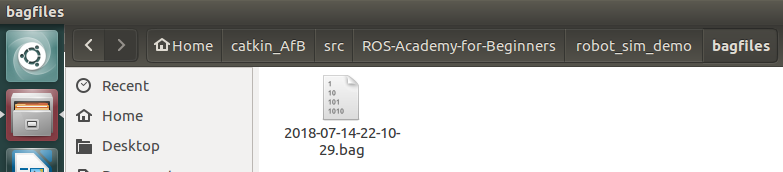 bagfiles
Home catkin_AfB src ROS-Academy-for-Beginners robot_sim_demo bagfiles
Recent
Home
Desktop
1
10
101
1010
2018-07-14-22-10-
29.bag